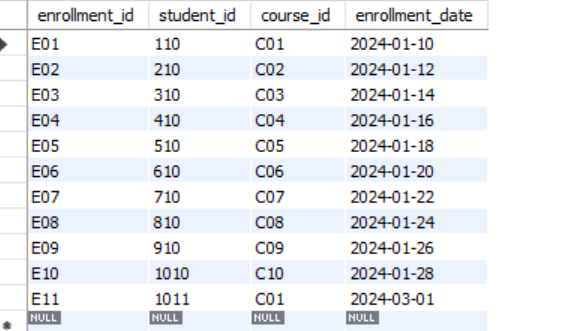 enrollment_id student_id course_id enrollment_date
E01 110 C01 2024-01-10
E02 210 C02 2024-01-12
E03 310 C03 2024-01-14
E04 410 C04 2024-01-16
E05 510 C05 2024-01-18
E06 610 C06 2024-01-20
E07 710 C07 2024-01-22
E08 810 C08 2024-01-24
E09 910 C09 2024-01-26
E10 1010 C10 2024-01-28
E11 1011 C01 2024-03-01
NULL NULL NULL NULL